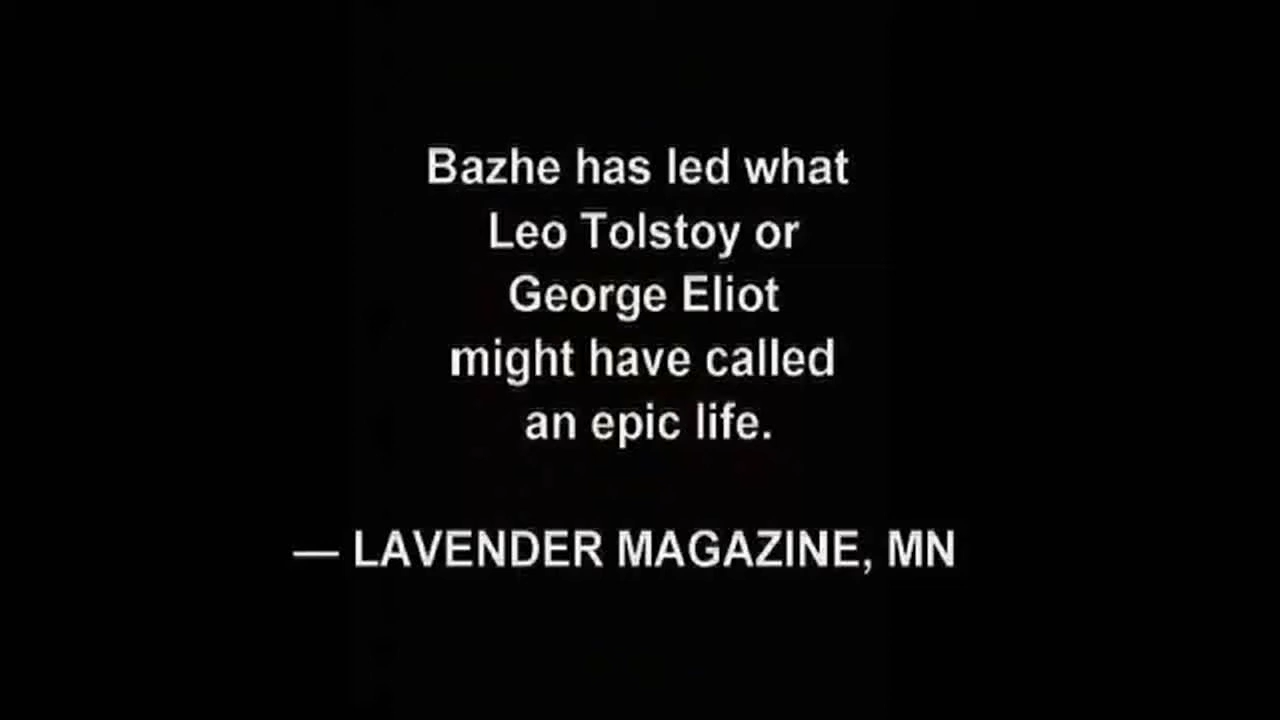 Bazhe has led what
Leo Tolstoy or
George Eliot
might have called
an epic life.
— LAVENDER MAGAZINE, MN